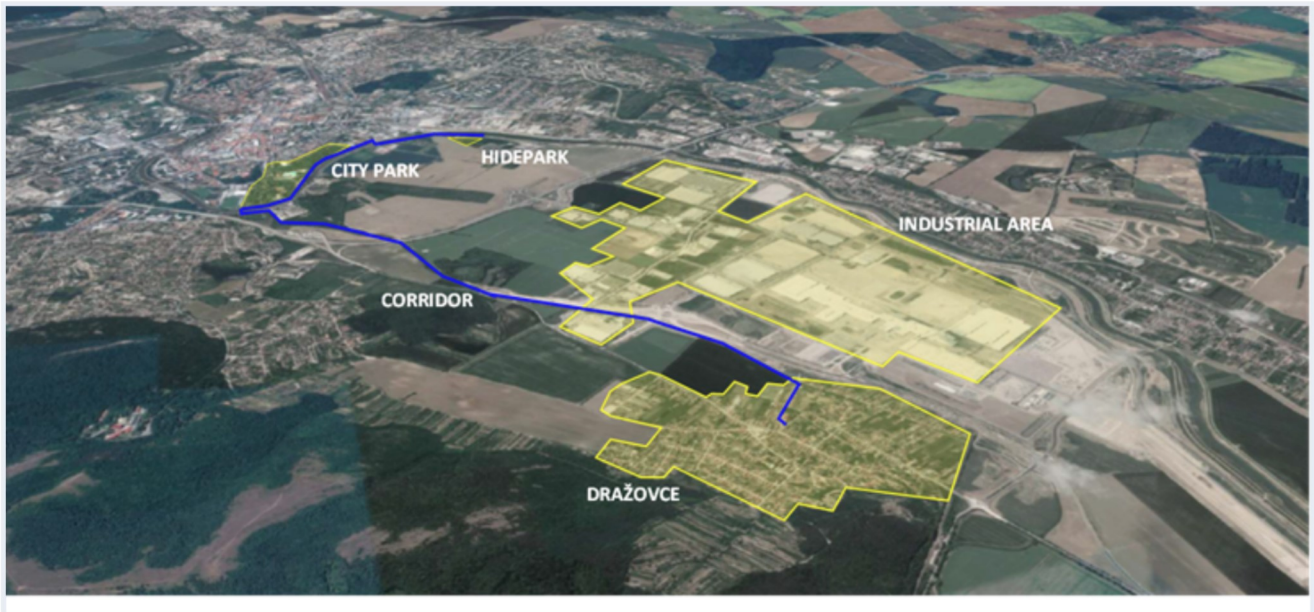 HIDEPARK
CITY PARK
INDUSTRIAL AREA
CORRIDOR
DRAŽOVCE